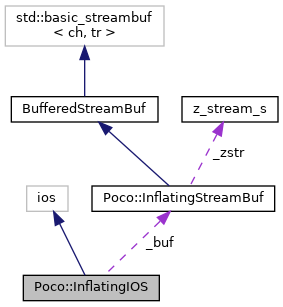 std::basic_streambuf
< ch, tr >
BufferedStreamBuf
z_stream_s
_zstr
ios
Poco::InflatingStreamBuf
_buf
Poco::InflatingIOS